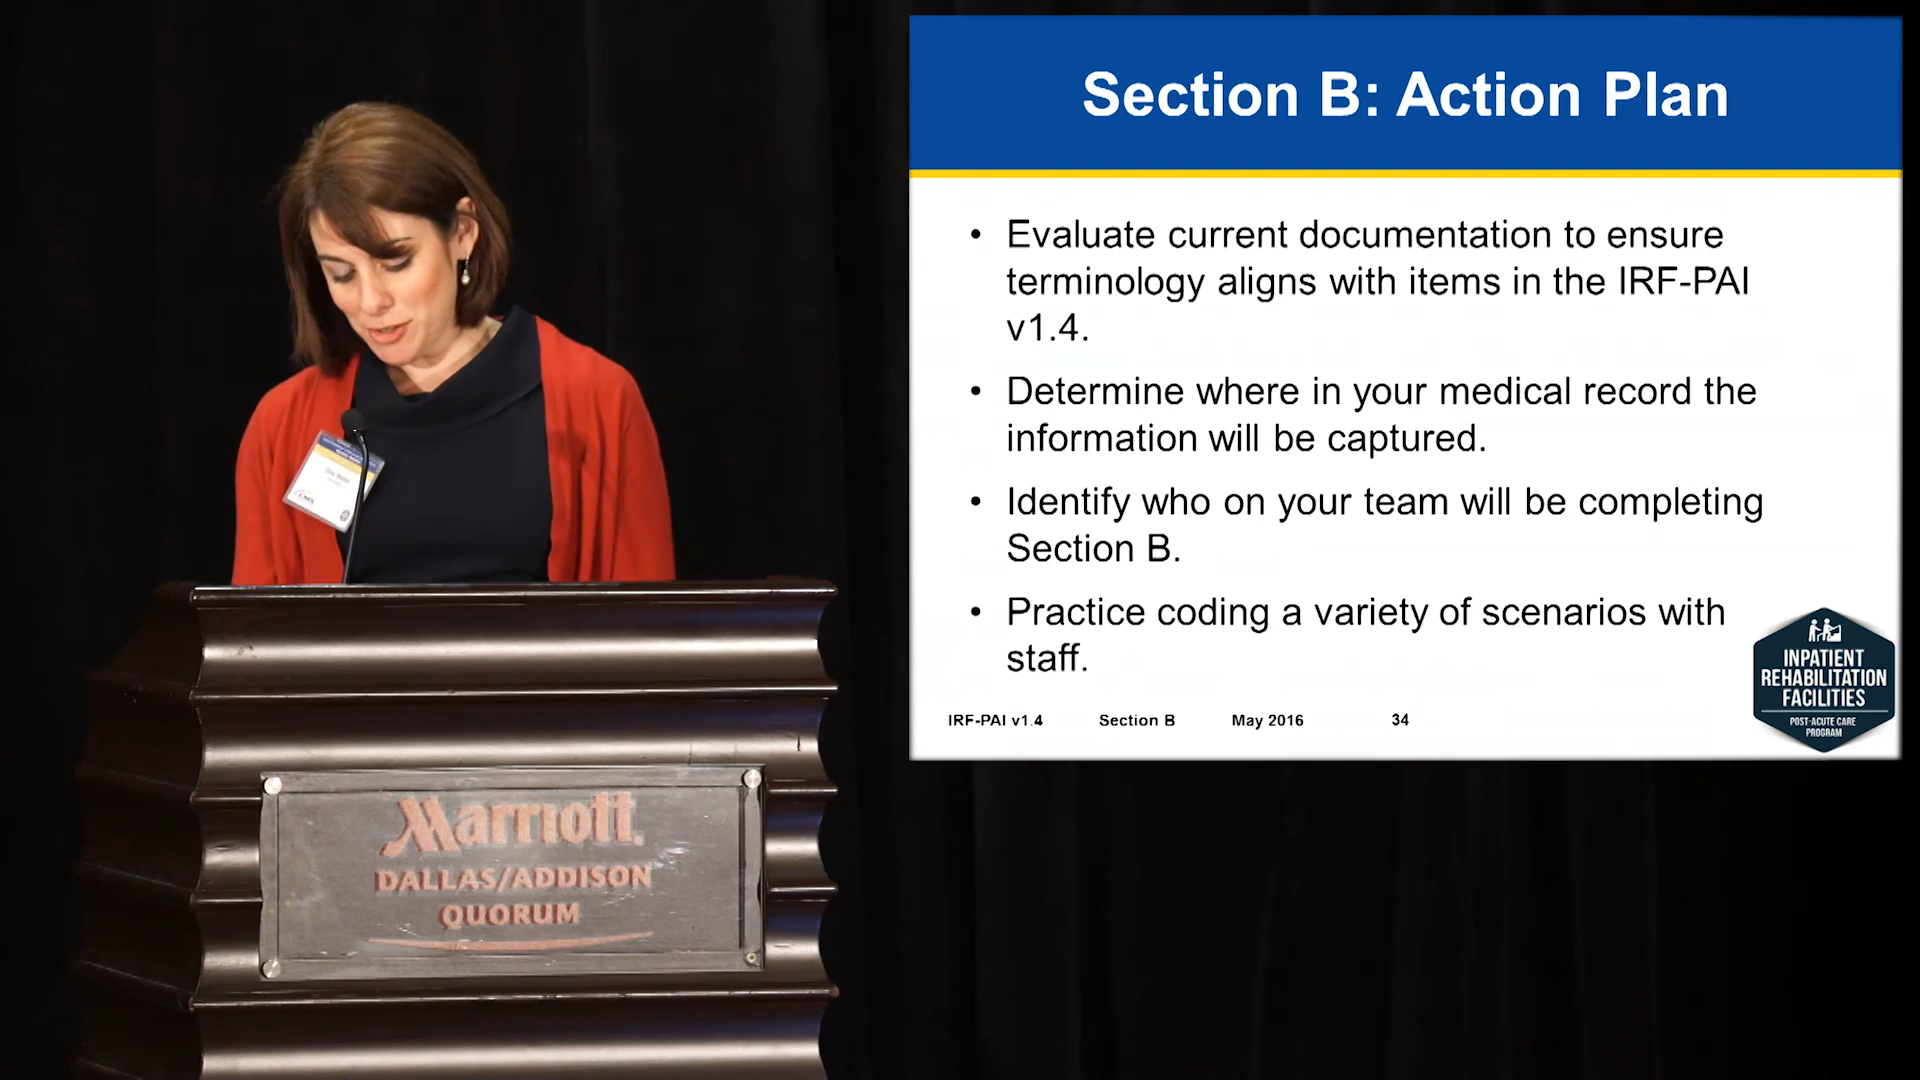 Section B: Action Plan
• Evaluate current documentation to ensure
terminology aligns with items in the IRF-PAI
v1.4.
• Determine where in your medical record the
information will be captured.
• Identify who on your team will be completing
Section B.
• Practice coding a variety of scenarios with
staff.
IRF-PAI v1.4 Section B May 2016 34
INPATIENT
REHABILITATION
FACILITIES
POST-ACUTE CARE
PROGRAM
CMS
Marriott
DALLAS/ADDISON
QUORUM